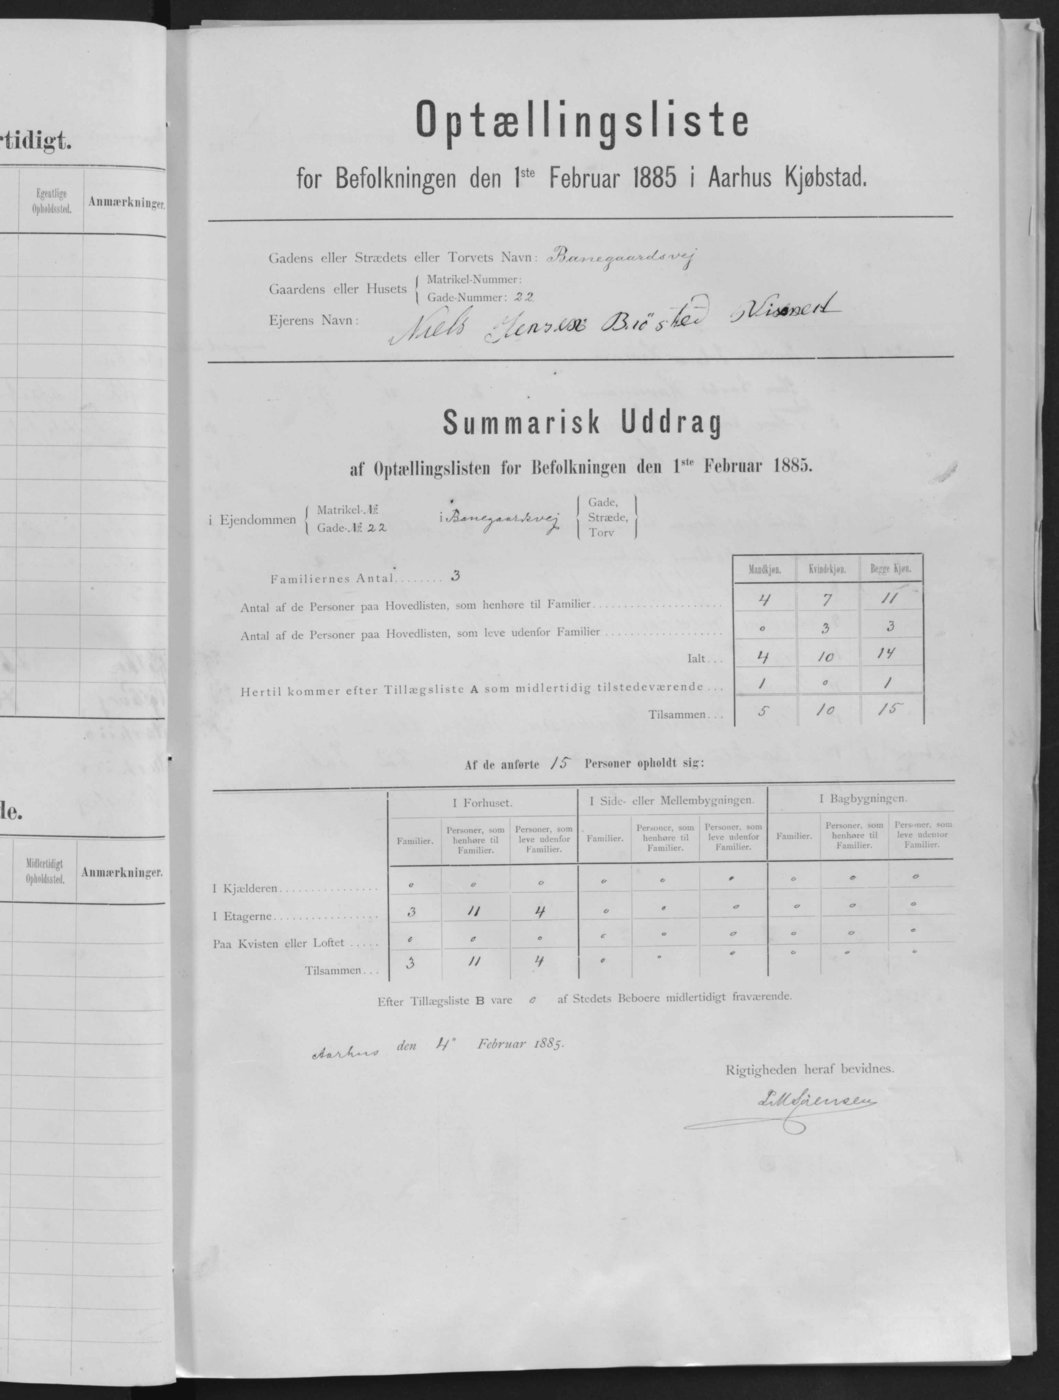 rtidigt.
Egentlige Opholdssted.
Anmærkninger.
de.
Midlertidigt Opholdssted.
Anmærkninger.
Optællingsliste
for Befolkningen den 1ste Februar 1885 i Aarhus Kjøbstad.
Gadens eller Strædets eller Torvets Navn: Banegaardsvej
Gaardens eller Husets
Matrikel-Nummer:
Gade-Nummer: 22
Ejerens Navn: Niels Jensen
Summarisk Uddrag
af Optællingslisten for Befolkningen den 1ste Februar 1885.
i Ejendommen
Matrikel-№
Gade-№ 22
i Banegaardsvej
Gade,
Stræde,
Torv
Mandkjøn. Kvindekjøn. Begge Kjøn.
Familiernes Antal........ 3
Antal af de Personer paa Hovedlisten, som henhøre til Familier 4 7 11
Antal af de Personer paa Hovedlisten, som leve udenfor Familier 0 3 3
Ialt... 4 10 14
Hertil kommer efter Tillægsliste A som midlertidig tilstedeværende... 1 0 1
Tilsammen... 5 10 15
Af de anførte 15 Personer opholdt sig:
I Forhuset. I Side- eller Mellembygningen. I Bagbygningen.
Familier. Personer, som henhøre til Familier. Personer, som leve udenfor Familier. Familier. Personer, som henhøre til Familier. Personer, som leve udenfor Familier. Familier. Personer, som henhøre til Familier. Personer, som leve udenfor Familier.
I Kjælderen 0 0 0 0 0 0 0 0 0
I Etagerne 3 11 4 0 0 0 0 0 0
Paa Kvisten eller Loftet 0 0 0 0 0 0 0 0 0
Tilsammen... 3 11 4 0 0 0 0 0 0
Efter Tillægsliste B vare 0 af Stedets Beboere midlertidigt fraværende.
Aarhus den 4 Februar 1885.
Rigtigheden heraf bevidnes.